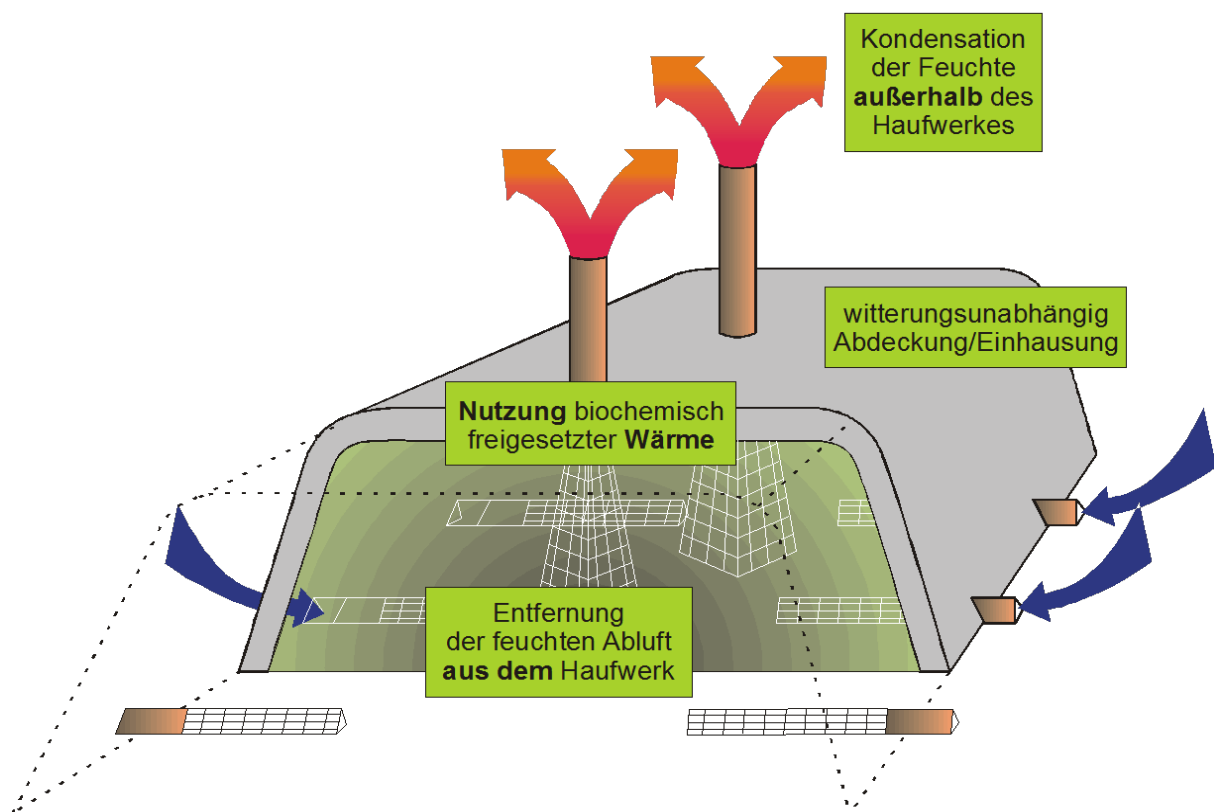 Kondensation
der Feuchte
außerhalb des
Haufwerkes
witterungsunabhängig
Abdeckung/Einhausung
Nutzung biochemisch
freigesetzter Wärme
Entfernung
der feuchten Abluft
aus dem Haufwerk